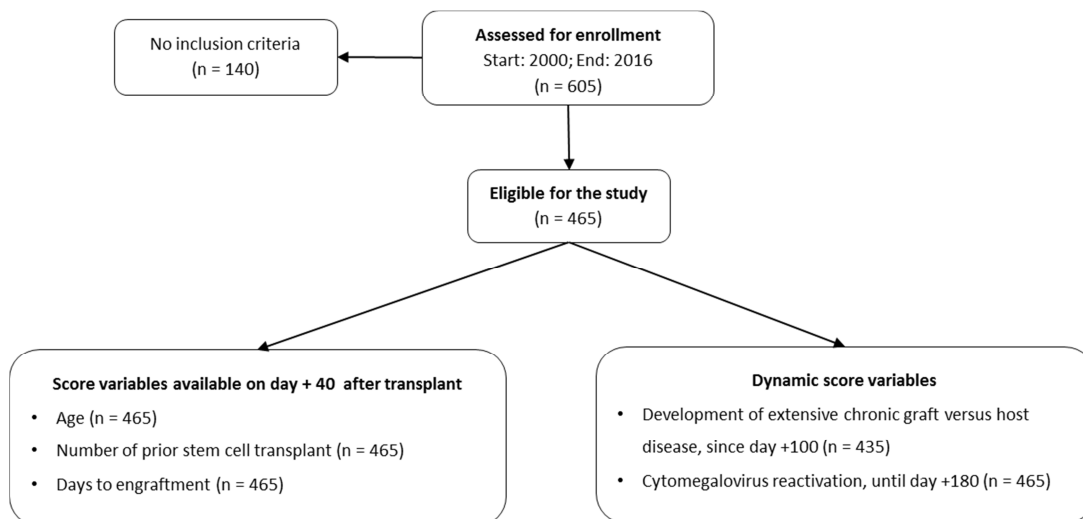 No inclusion criteria
(n = 140)
Assessed for enrollment
Start: 2000; End: 2016
(n = 605)
Eligible for the study
(n = 465)
Score variables available on day + 40 after transplant
• Age (n = 465)
• Number of prior stem cell transplant (n = 465)
• Days to engraftment (n = 465)
Dynamic score variables
• Development of extensive chronic graft versus host
disease, since day +100 (n = 435)
• Cytomegalovirus reactivation, until day +180 (n = 465)